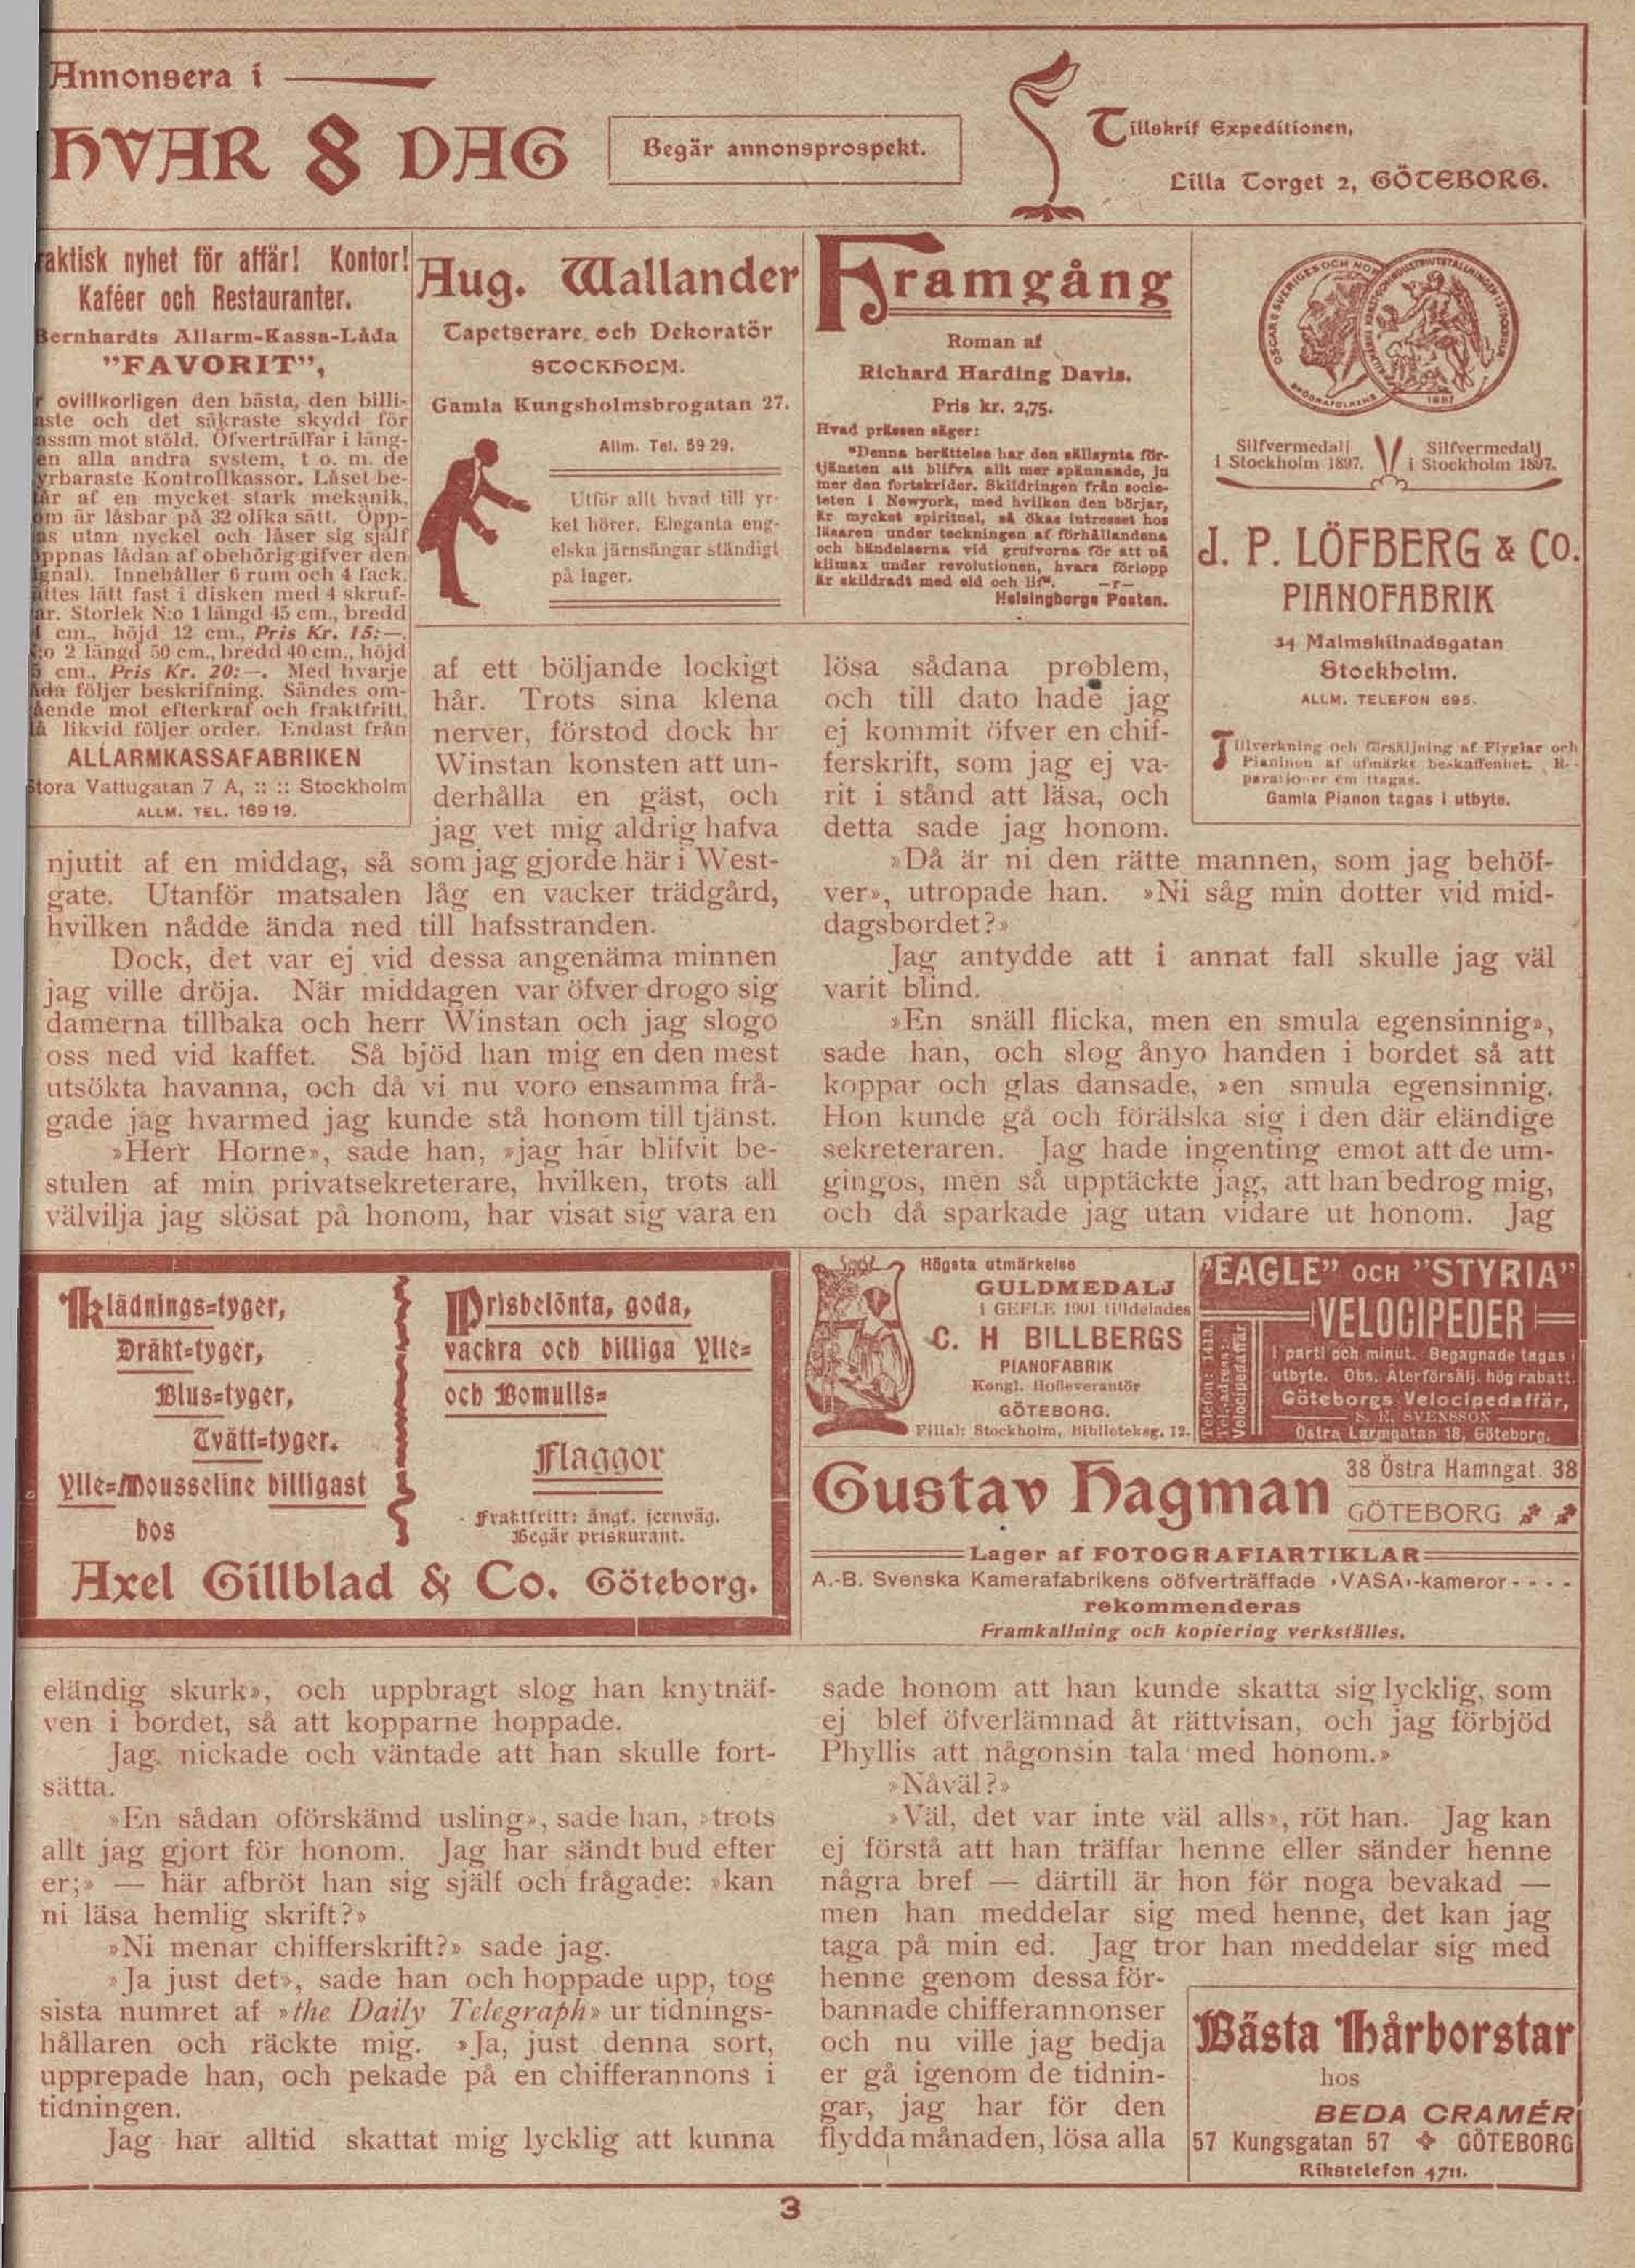 Annonsera i
HVAR 8 DAG
Begär annonsprospekt.
Tillskrif Expeditionen,
Lilla Torget 2, GÖTEBORG.
aktisk nyhet för affär! Kontor!
Kaféer och Restauranter.
Bernhardts Allarm-Kassa-Låda
"FAVORIT",
ovillkorligen den bästa, den billi-
aste och det säkraste skydd för
assan mot stöld. Öfverträffar i läng-
en alla andra system, t o. m. de
yrbaraste Kontrollkassor. Låset be-
tår af en mycket stark mekanik,
om är låsbar på 32 olika sätt. Öpp-
as utan nyckel och låser sig själf
öppnas lådan af obehörig gifver den
ignal). Innehåller 6 rum och 4 fack.
ättes lätt fast i disken med 4 skruf-
ar. Storlek N:o 1 längd 45 cm., bredd
cm., höjd 12 cm., Pris Kr. 15:—.
:o 2 längd 50 cm., bredd 40 cm., höjd
5 cm., Pris Kr. 20:—. Med hvarje
åda följer beskrifning. Sändes om-
ående mot efterkraf och fraktfritt,
å likvid följer order. Endast från
ALLARMKASSAFABRIKEN
Stora Vattugatan 7 A, :: :: Stockholm
ALLM. TEL. 169 19.
Aug. Wallander
Tapetserare och Dekoratör
STOCKHOLM.
Gamla Kungsholmsbrogatan 27.
Allm. Tel. 59 29.
Utför allt hvad till yr-
ket hörer. Eleganta eng-
elska järnsängar ständigt
på lager.
Framgång
Roman af
Richard Harding Davis.
Pris kr. 2,75.
Hvad prässen säger:
"Denna berättelse har den sällsynta för-
tjänsten att blifva allt mer spännande, ju
mer den fortskrider. Skildringen från socie-
teten i Newyork, med hvilken den börjar,
är mycket spirituel, så ökas intresset hos
läsaren under teckningen af förhållandena
och händelserna vid grufvorna för att nå
klimax under revolutionen, hvars förlopp
är skildradt med eld och lif". —r—
Helsingborgs Posten.
OSCAR II SVERIGES OCH NORGES
Silfvermedalj
i Stockholm 1897.
Silfvermedalj
i Stockholm 1897.
J. P. LÖFBERG & CO.
PIANOFABRIK
34 Malmskilnadsgatan
Stockholm.
ALLM. TELEFON 695.
Tillverkning och försäljning af Flyglar och
Pianinon af utmärkt beskaffenhet. Re-
parationer emottagas.
Gamla Pianon tagas i utbyte.
af ett böljande lockigt
hår. Trots sina klena
nerver, förstod dock hr
Winstan konsten att un-
derhålla en gäst, och
jag vet mig aldrig hafva
njutit af en middag, så som jag gjorde här i West-
gate. Utanför matsalen låg en vacker trädgård,
hvilken nådde ända ned till hafsstranden.
Dock, det var ej vid dessa angenäma minnen
jag ville dröja. När middagen var öfver drogo sig
damerna tillbaka och herr Winstan och jag slogo
oss ned vid kaffet. Så bjöd han mig en den mest
utsökta havanna, och då vi nu voro ensamma frå-
gade jag hvarmed jag kunde stå honom till tjänst.
»Herr Horne», sade han, »jag har blifvit be-
stulen af min privatsekreterare, hvilken, trots all
välvilja jag slösat på honom, har visat sig vara en
lösa sådana problem,
och till dato hade jag
ej kommit öfver en chif-
ferskrift, som jag ej va-
rit i stånd att läsa, och
detta sade jag honom.
»Då är ni den rätte mannen, som jag behöf-
ver», utropade han. »Ni såg min dotter vid mid-
dagsbordet?»
Jag antydde att i annat fall skulle jag väl
varit blind.
»En snäll flicka, men en smula egensinnig»,
sade han, och slog ånyo handen i bordet så att
koppar och glas dansade, »en smula egensinnig.
Hon kunde gå och förälska sig i den där eländige
sekreteraren. Jag hade ingenting emot att de um-
gingos, men så upptäckte jag, att han bedrog mig,
och då sparkade jag utan vidare ut honom. Jag
Klädnings-tyger,
Dräkt-tyger,
Blus-tyger,
Tvätt-tyger.
Ylle-Mousseline billigast
hos
Prisbelönta, goda,
vackra och billiga Ylle-
och Bomulls-
Flaggor
Fraktfritt: ångf. jernväg.
Begär priskurant.
Axel Gillblad & Co. Göteborg.
Högsta utmärkelse
GULDMEDALJ
i GEFLE 1901 tilldelades
C. H BILLBERGS
PIANOFABRIK
Kongl. Hofleverantör
GÖTEBORG.
Filial: Stockholm, Biblioteksg. 12.
"EAGLE" OCH "STYRIA"
VELOCIPEDER
Telefon: 1413.
Tel.-adress:
Velocipedaffär
I parti och minut. Begagnade tagas i
utbyte. Obs. Återförsälj. hög rabatt.
Göteborgs Velocipedaffär,
S. E. SVENSSON
Östra Larmgatan 18, Göteborg.
Gustav Hagman
38 Östra Hamngat. 38
GÖTEBORG
Lager af FOTOGRAFIARTIKLAR
A.-B. Svenska Kamerafabrikens oöfverträffade »VASA»-kameror - - - -
rekommenderas
Framkallning och kopiering verkställes.
eländig skurk», och uppbragt slog han knytnäf-
ven i bordet, så att kopparne hoppade.
Jag nickade och väntade att han skulle fort-
sätta.
»En sådan oförskämd usling», sade han, »trots
allt jag gjort för honom. Jag har sändt bud efter
er;» — här afbröt han sig själf och frågade: »kan
ni läsa hemlig skrift?»
»Ni menar chifferskrift?» sade jag.
»Ja just det», sade han och hoppade upp, tog
sista numret af »the Daily Telegraph» ur tidnings-
hållaren och räckte mig. »Ja, just denna sort,
upprepade han, och pekade på en chifferannons i
tidningen.
Jag har alltid skattat mig lycklig att kunna
sade honom att han kunde skatta sig lycklig, som
ej blef öfverlämnad åt rättvisan, och jag förbjöd
Phyllis att någonsin tala med honom.»
»Nåväl?»
»Väl, det var inte väl alls», röt han. Jag kan
ej förstå att han träffar henne eller sänder henne
några bref — därtill är hon för noga bevakad —
men han meddelar sig med henne, det kan jag
taga på min ed. Jag tror han meddelar sig med
henne genom dessa för-
bannade chifferannonser
och nu ville jag bedja
er gå igenom de tidnin-
gar, jag har för den
flydda månaden, lösa alla
Bästa Hårborstar
hos
BEDA CRAMÉR
57 Kungsgatan 57 GÖTEBORG
Rikstelefon 4711.
3